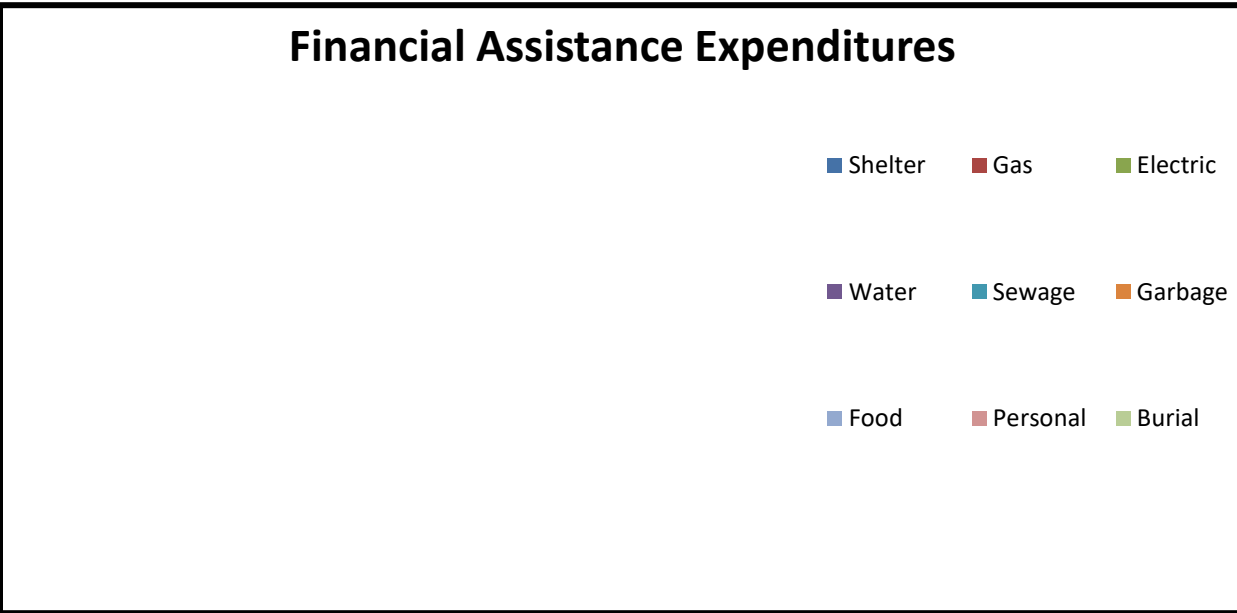 Financial Assistance Expenditures
Shelter Gas Electric
Water Sewage Garbage
Food Personal Burial